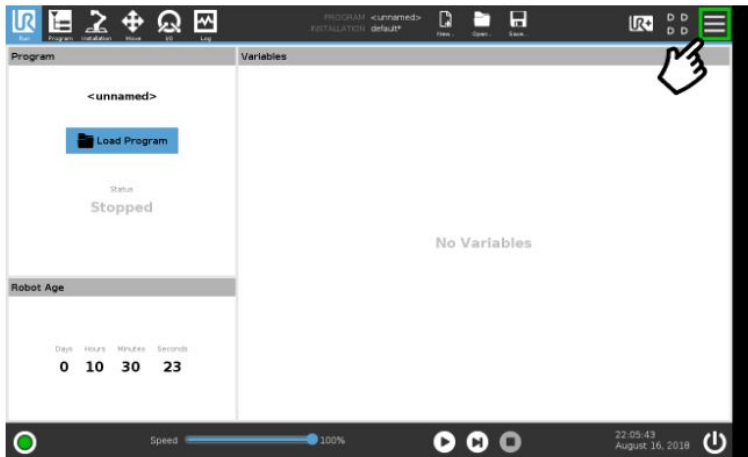 UR
UR+
D D
D D
PROGRAM <unnamed>
INSTALLATION default*
Run
Program
Installation
Move
I/O
Log
New...
Open...
Save...
Program
Variables
<unnamed>
Load Program
Status
Stopped
No Variables
Robot Age
Days Hours Minutes Seconds
0 10 30 23
Speed 100%
22:05:43
August 16, 2018